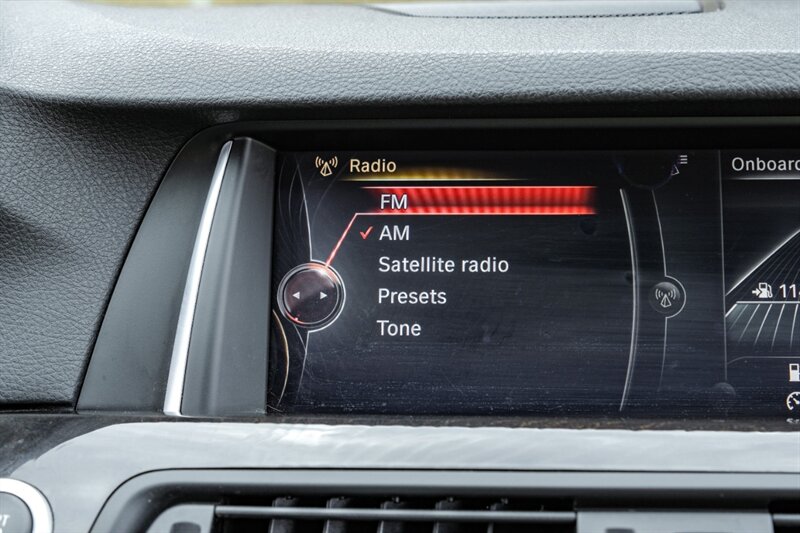 Radio
FM
AM
Satellite radio
Presets
Tone
Onboard